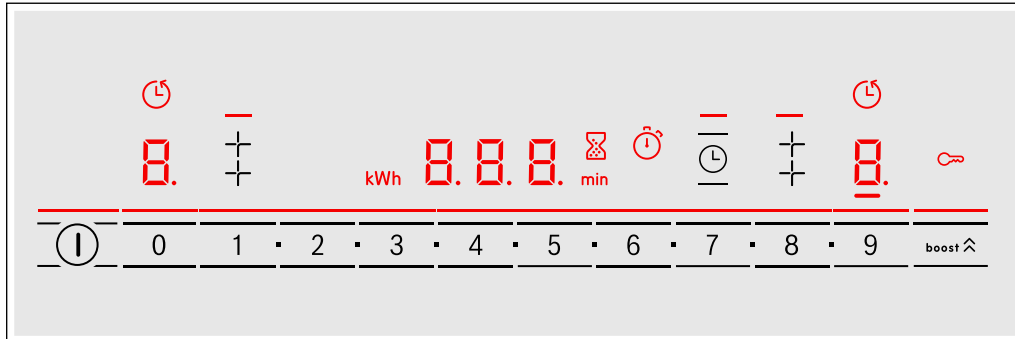 8. kWh 8.8.8. min 8.
0 1 · 2 · 3 · 4 · 5 · 6 · 7 · 8 · 9 boost